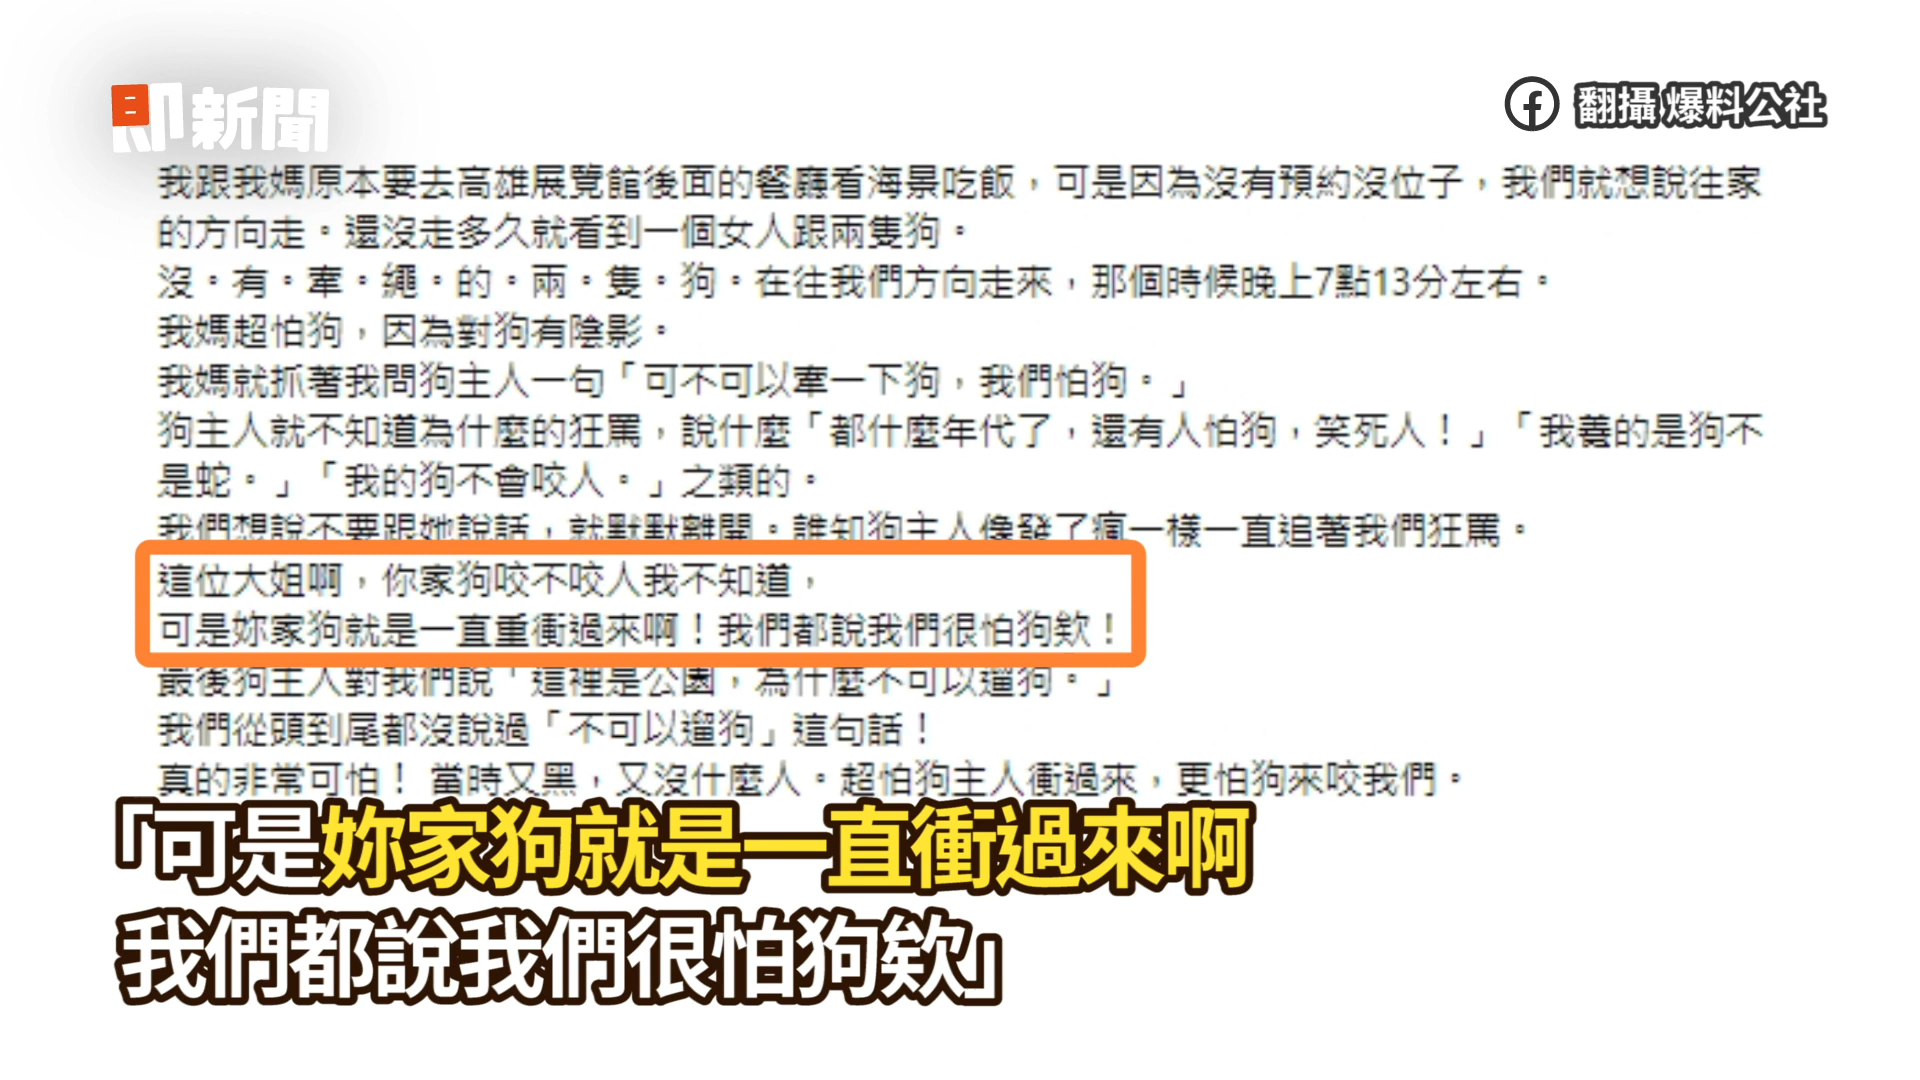 即新聞
翻攝 爆料公社
我跟我媽原本要去高雄展覽館後面的餐廳看海景吃飯，可是因為沒有預約沒位子，我們就想說往家
的方向走。還沒走多久就看到一個女人跟兩隻狗。
沒．有．牽．繩．的．兩．隻．狗．在往我們方向走來，那個時候晚上7點13分左右。
我媽超怕狗，因為對狗有陰影。
我媽就抓著我問狗主人一句「可不可以牽一下狗，我們怕狗。」
狗主人就不知道為什麼的狂罵，說什麼「都什麼年代了，還有人怕狗，笑死人！」「我養的是狗不
是蛇。」「我的狗不會咬人。」之類的。
我們想說不要跟她說話，就默默離開。誰知狗主人像發了瘋一樣一直追著我們狂罵。
這位大姐啊，你家狗咬不咬人我不知道，
可是妳家狗就是一直重衝過來啊！我們都說我們很怕狗欸！
最後狗主人對我們說「這裡是公園，為什麼不可以遛狗。」
我們從頭到尾都沒說過「不可以遛狗」這句話！
真的非常可怕！ 當時又黑，又沒什麼人。超怕狗主人衝過來，更怕狗來咬我們。
「可是妳家狗就是一直衝過來啊
我們都說我們很怕狗欸」